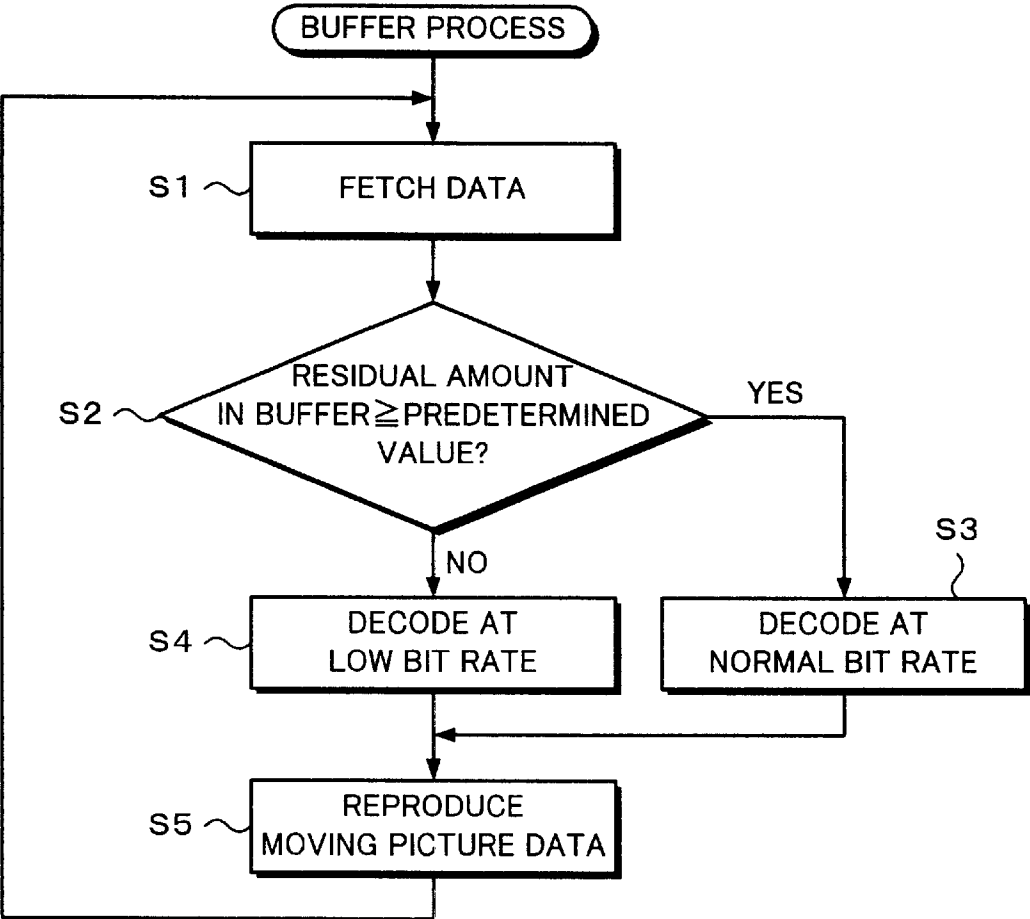 BUFFER PROCESS
S1
FETCH DATA
S2
RESIDUAL AMOUNT
IN BUFFER≧PREDETERMINED
VALUE?
YES
NO
S3
S4
DECODE AT
LOW BIT RATE
DECODE AT
NORMAL BIT RATE
S5
REPRODUCE
MOVING PICTURE DATA